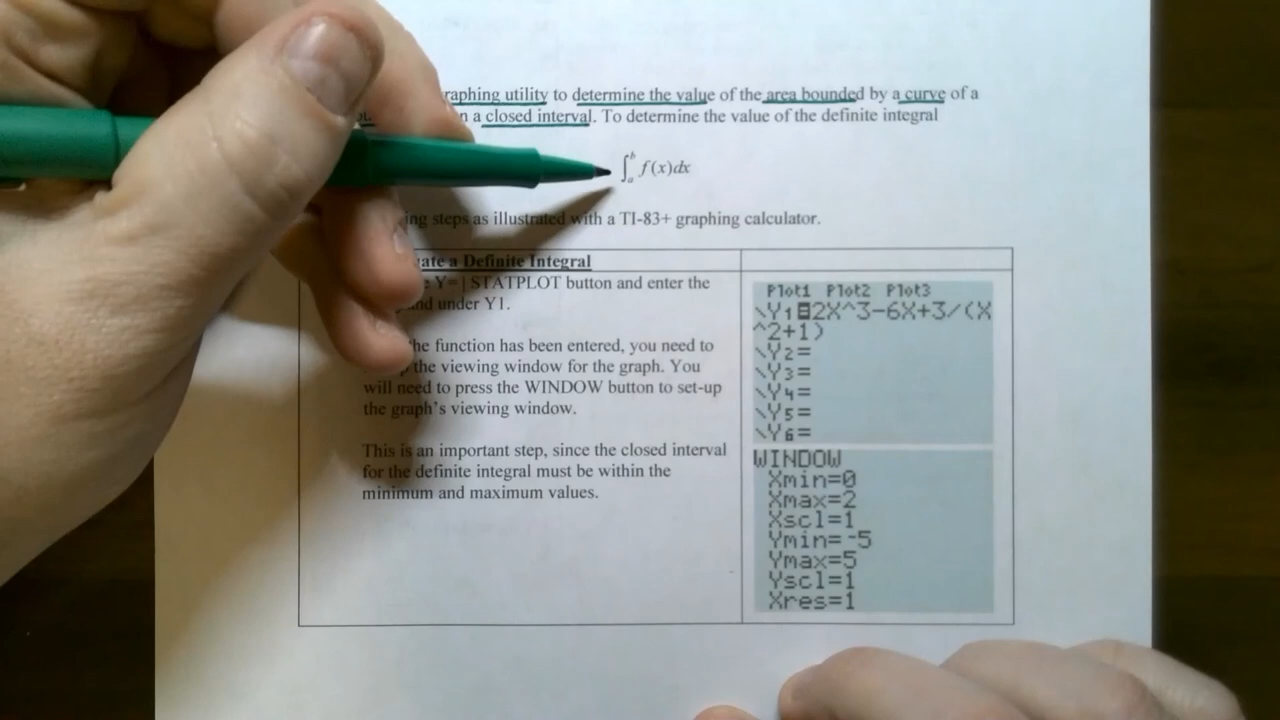 raphing utility to determine the value of the area bounded by a curve of a
n a closed interval. To determine the value of the definite integral
∫ₐᵇ f(x)dx
ing steps as illustrated with a TI-83+ graphing calculator.
ate a Definite Integral
Y= | STATPLOT button and enter the
nd under Y1.
he function has been entered, you need to
the viewing window for the graph. You
will need to press the WINDOW button to set-up
the graph's viewing window.
This is an important step, since the closed interval
for the definite integral must be within the
minimum and maximum values.
Plot1 Plot2 Plot3
\Y₁=2X^3-6X+3/(X
^2+1)
\Y₂=
\Y₃=
\Y₄=
\Y₅=
\Y₆=
WINDOW
Xmin=0
Xmax=2
Xscl=1
Ymin=-5
Ymax=5
Yscl=1
Xres=1